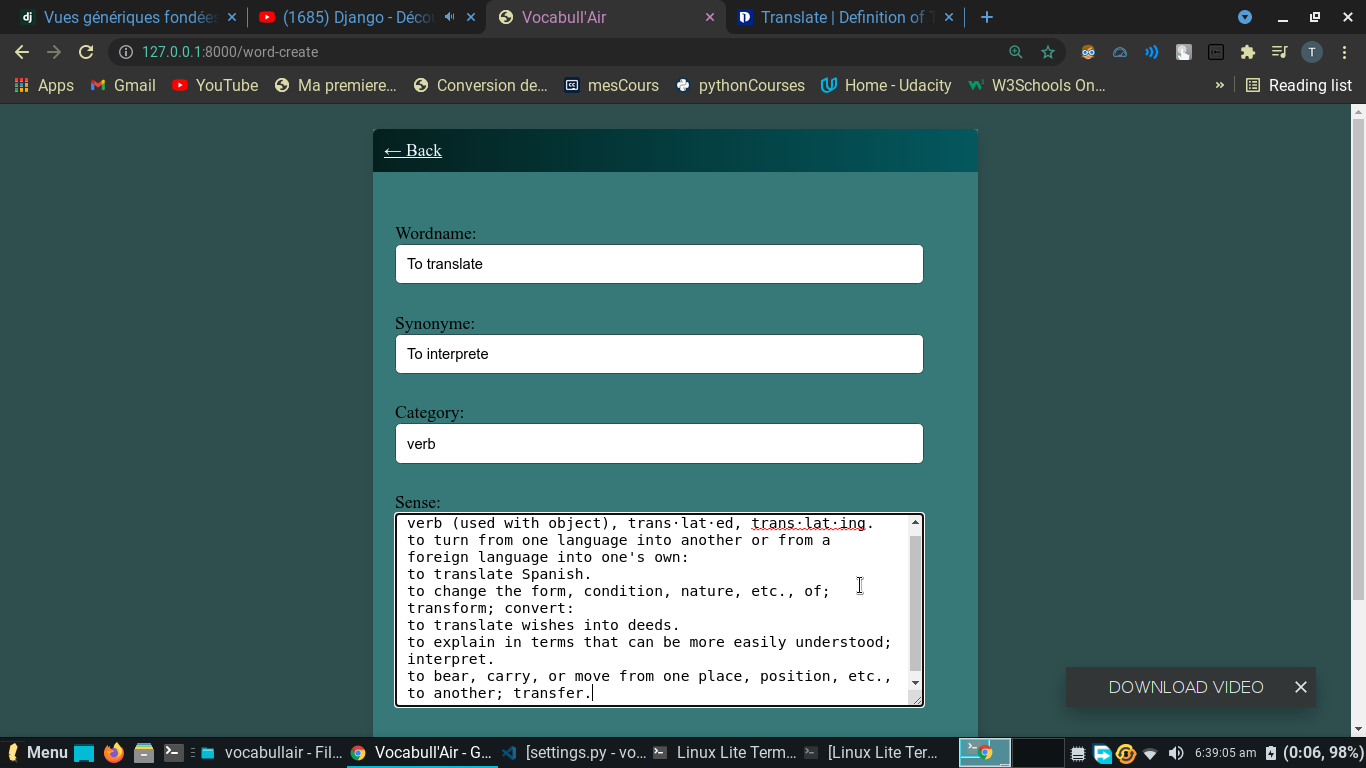 Vues génériques fondée
(1685) Django - Décou
Vocabull'Air
Translate | Definition of T
127.0.0.1:8000/word-create
T
Apps
Gmail
YouTube
Ma premiere...
Conversion de...
mesCours
pythonCourses
Home - Udacity
W3Schools On...
»
Reading list
← Back
Wordname:
To translate
Synonyme:
To interprete
Category:
verb
Sense:
verb (used with object), trans·lat·ed, trans·lat·ing.
to turn from one language into another or from a
foreign language into one's own:
to translate Spanish.
to change the form, condition, nature, etc., of;
transform; convert:
to translate wishes into deeds.
to explain in terms that can be more easily understood;
interpret.
to bear, carry, or move from one place, position, etc.,
to another; transfer.
DOWNLOAD VIDEO
Menu
vocabullair - Fil...
Vocabull'Air - G...
[settings.py - vo...
Linux Lite Term...
[Linux Lite Ter...
6:39:05 am
(0:06, 98%)